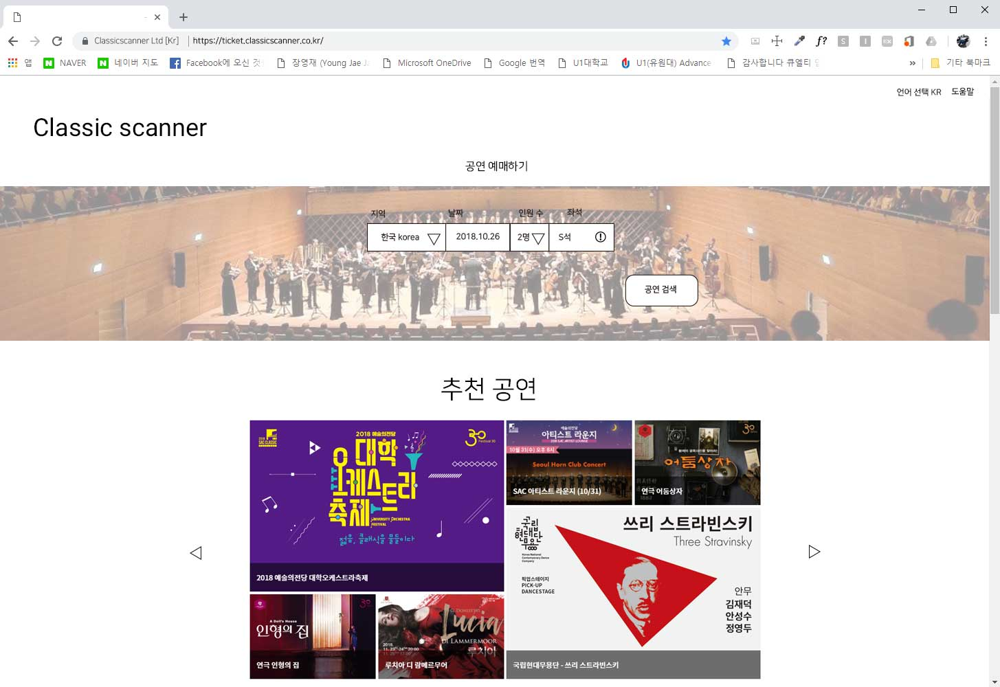 Classicscanner Ltd [Kr]
https://ticket.classicscanner.co.kr/
f?
S
I
앱
NAVER
네이버 지도
Facebook에 오신 것
장영재 (Young Jae
Microsoft OneDrive
Google 번역
U1대학교
U1(유원대) Advance
감사합니다 큐엘티
»
기타 북마크
언어 선택 KR
도움말
Classic scanner
공연 예매하기
지역
날짜
인원 수
좌석
한국 korea
2018.10.26
2명
S석
공연 검색
추천 공연
2018 예술의전당
대학
오케스트라
축제
University Orchestra
Festival
젊음, 클래식을 물들이다
Festival 30
2018 예술의전당 대학오케스트라축제
예술의전당
아티스트 라운지
2018 SAC ARTIST LOUNGE
10월 31(수) 오후 8시
Seoul Horn Club Concert
SAC 아티스트 라운지 (10/31)
어둠상자
연극 어둠상자
A Doll's House
인형의 집
연극 인형의 집
G. Donizetti
Lucia
Di Lammermoor
루치아
2018.
루치아 디 람메르무어
국립현대무용단
Korea National
Contemporary Dance
Company
쓰리 스트라빈스키
Three Stravinsky
픽업스테이지
PICK-UP
DANCESTAGE
안무
김재덕
안성수
정영두
국립현대무용단 - 쓰리 스트라빈스키